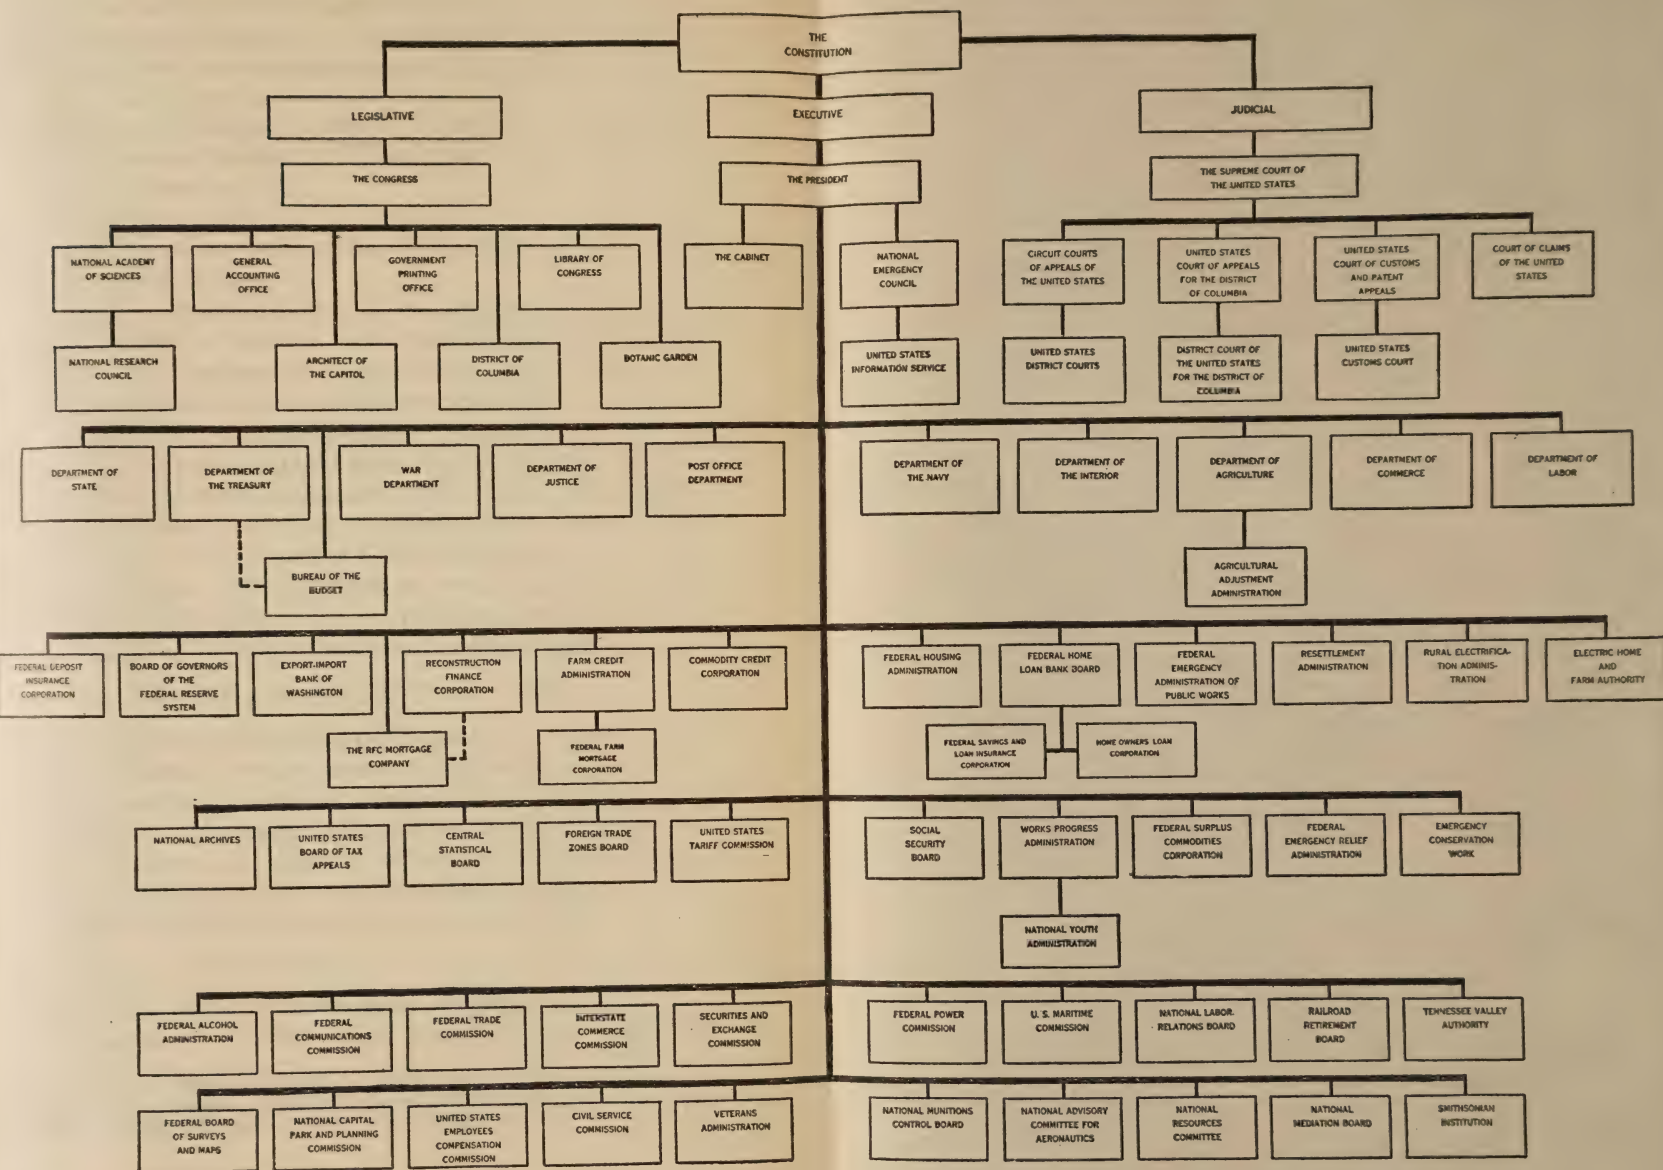 THE
CONSTITUTION
LEGISLATIVE
EXECUTIVE
JUDICIAL
THE CONGRESS
THE PRESIDENT
THE SUPREME COURT OF
THE UNITED STATES
NATIONAL ACADEMY
OF SCIENCES
GENERAL
ACCOUNTING
OFFICE
GOVERNMENT
PRINTING
OFFICE
LIBRARY OF
CONGRESS
THE CABINET
NATIONAL
EMERGENCY
COUNCIL
CIRCUIT COURTS
OF APPEALS OF
THE UNITED STATES
UNITED STATES
COURT OF APPEALS
FOR THE DISTRICT
OF COLUMBIA
UNITED STATES
COURT OF CUSTOMS
AND PATENT
APPEALS
COURT OF CLAIMS
OF THE UNITED
STATES
NATIONAL RESEARCH
COUNCIL
ARCHITECT OF
THE CAPITOL
DISTRICT OF
COLUMBIA
BOTANIC GARDEN
UNITED STATES
INFORMATION SERVICE
UNITED STATES
DISTRICT COURTS
DISTRICT COURT OF
THE UNITED STATES
FOR THE DISTRICT OF
COLUMBIA
UNITED STATES
CUSTOMS COURT
DEPARTMENT OF
STATE
DEPARTMENT OF
THE TREASURY
WAR
DEPARTMENT
DEPARTMENT OF
JUSTICE
POST OFFICE
DEPARTMENT
DEPARTMENT OF
THE NAVY
DEPARTMENT OF
THE INTERIOR
DEPARTMENT OF
AGRICULTURE
DEPARTMENT OF
COMMERCE
DEPARTMENT OF
LABOR
BUREAU OF THE
BUDGET
AGRICULTURAL
ADJUSTMENT
ADMINISTRATION
FEDERAL DEPOSIT
INSURANCE
CORPORATION
BOARD OF GOVERNORS
OF THE
FEDERAL RESERVE
SYSTEM
EXPORT-IMPORT
BANK OF
WASHINGTON
RECONSTRUCTION
FINANCE
CORPORATION
FARM CREDIT
ADMINISTRATION
COMMODITY CREDIT
CORPORATION
FEDERAL HOUSING
ADMINISTRATION
FEDERAL HOME
LOAN BANK BOARD
FEDERAL
EMERGENCY
ADMINISTRATION OF
PUBLIC WORKS
RESETTLEMENT
ADMINISTRATION
RURAL ELECTRIFICA-
TION ADMINIS-
TRATION
ELECTRIC HOME
AND
FARM AUTHORITY
THE RFC MORTGAGE
COMPANY
FEDERAL FARM
MORTGAGE
CORPORATION
FEDERAL SAVINGS AND
LOAN INSURANCE
CORPORATION
HOME OWNERS' LOAN
CORPORATION
NATIONAL ARCHIVES
UNITED STATES
BOARD OF TAX
APPEALS
CENTRAL
STATISTICAL
BOARD
FOREIGN TRADE
ZONES BOARD
UNITED STATES
TARIFF COMMISSION
SOCIAL
SECURITY
BOARD
WORKS PROGRESS
ADMINISTRATION
FEDERAL SURPLUS
COMMODITIES
CORPORATION
FEDERAL
EMERGENCY RELIEF
ADMINISTRATION
EMERGENCY
CONSERVATION
WORK
NATIONAL YOUTH
ADMINISTRATION
FEDERAL ALCOHOL
ADMINISTRATION
FEDERAL
COMMUNICATIONS
COMMISSION
FEDERAL TRADE
COMMISSION
INTERSTATE
COMMERCE
COMMISSION
SECURITIES AND
EXCHANGE
COMMISSION
FEDERAL POWER
COMMISSION
U. S. MARITIME
COMMISSION
NATIONAL LABOR
RELATIONS BOARD
RAILROAD
RETIREMENT
BOARD
TENNESSEE VALLEY
AUTHORITY
FEDERAL BOARD
OF SURVEYS
AND MAPS
NATIONAL CAPITAL
PARK AND PLANNING
COMMISSION
UNITED STATES
EMPLOYEES
COMPENSATION
COMMISSION
CIVIL SERVICE
COMMISSION
VETERANS
ADMINISTRATION
NATIONAL MUNITIONS
CONTROL BOARD
NATIONAL ADVISORY
COMMITTEE FOR
AERONAUTICS
NATIONAL
RESOURCES
COMMITTEE
NATIONAL
MEDIATION BOARD
SMITHSONIAN
INSTITUTION